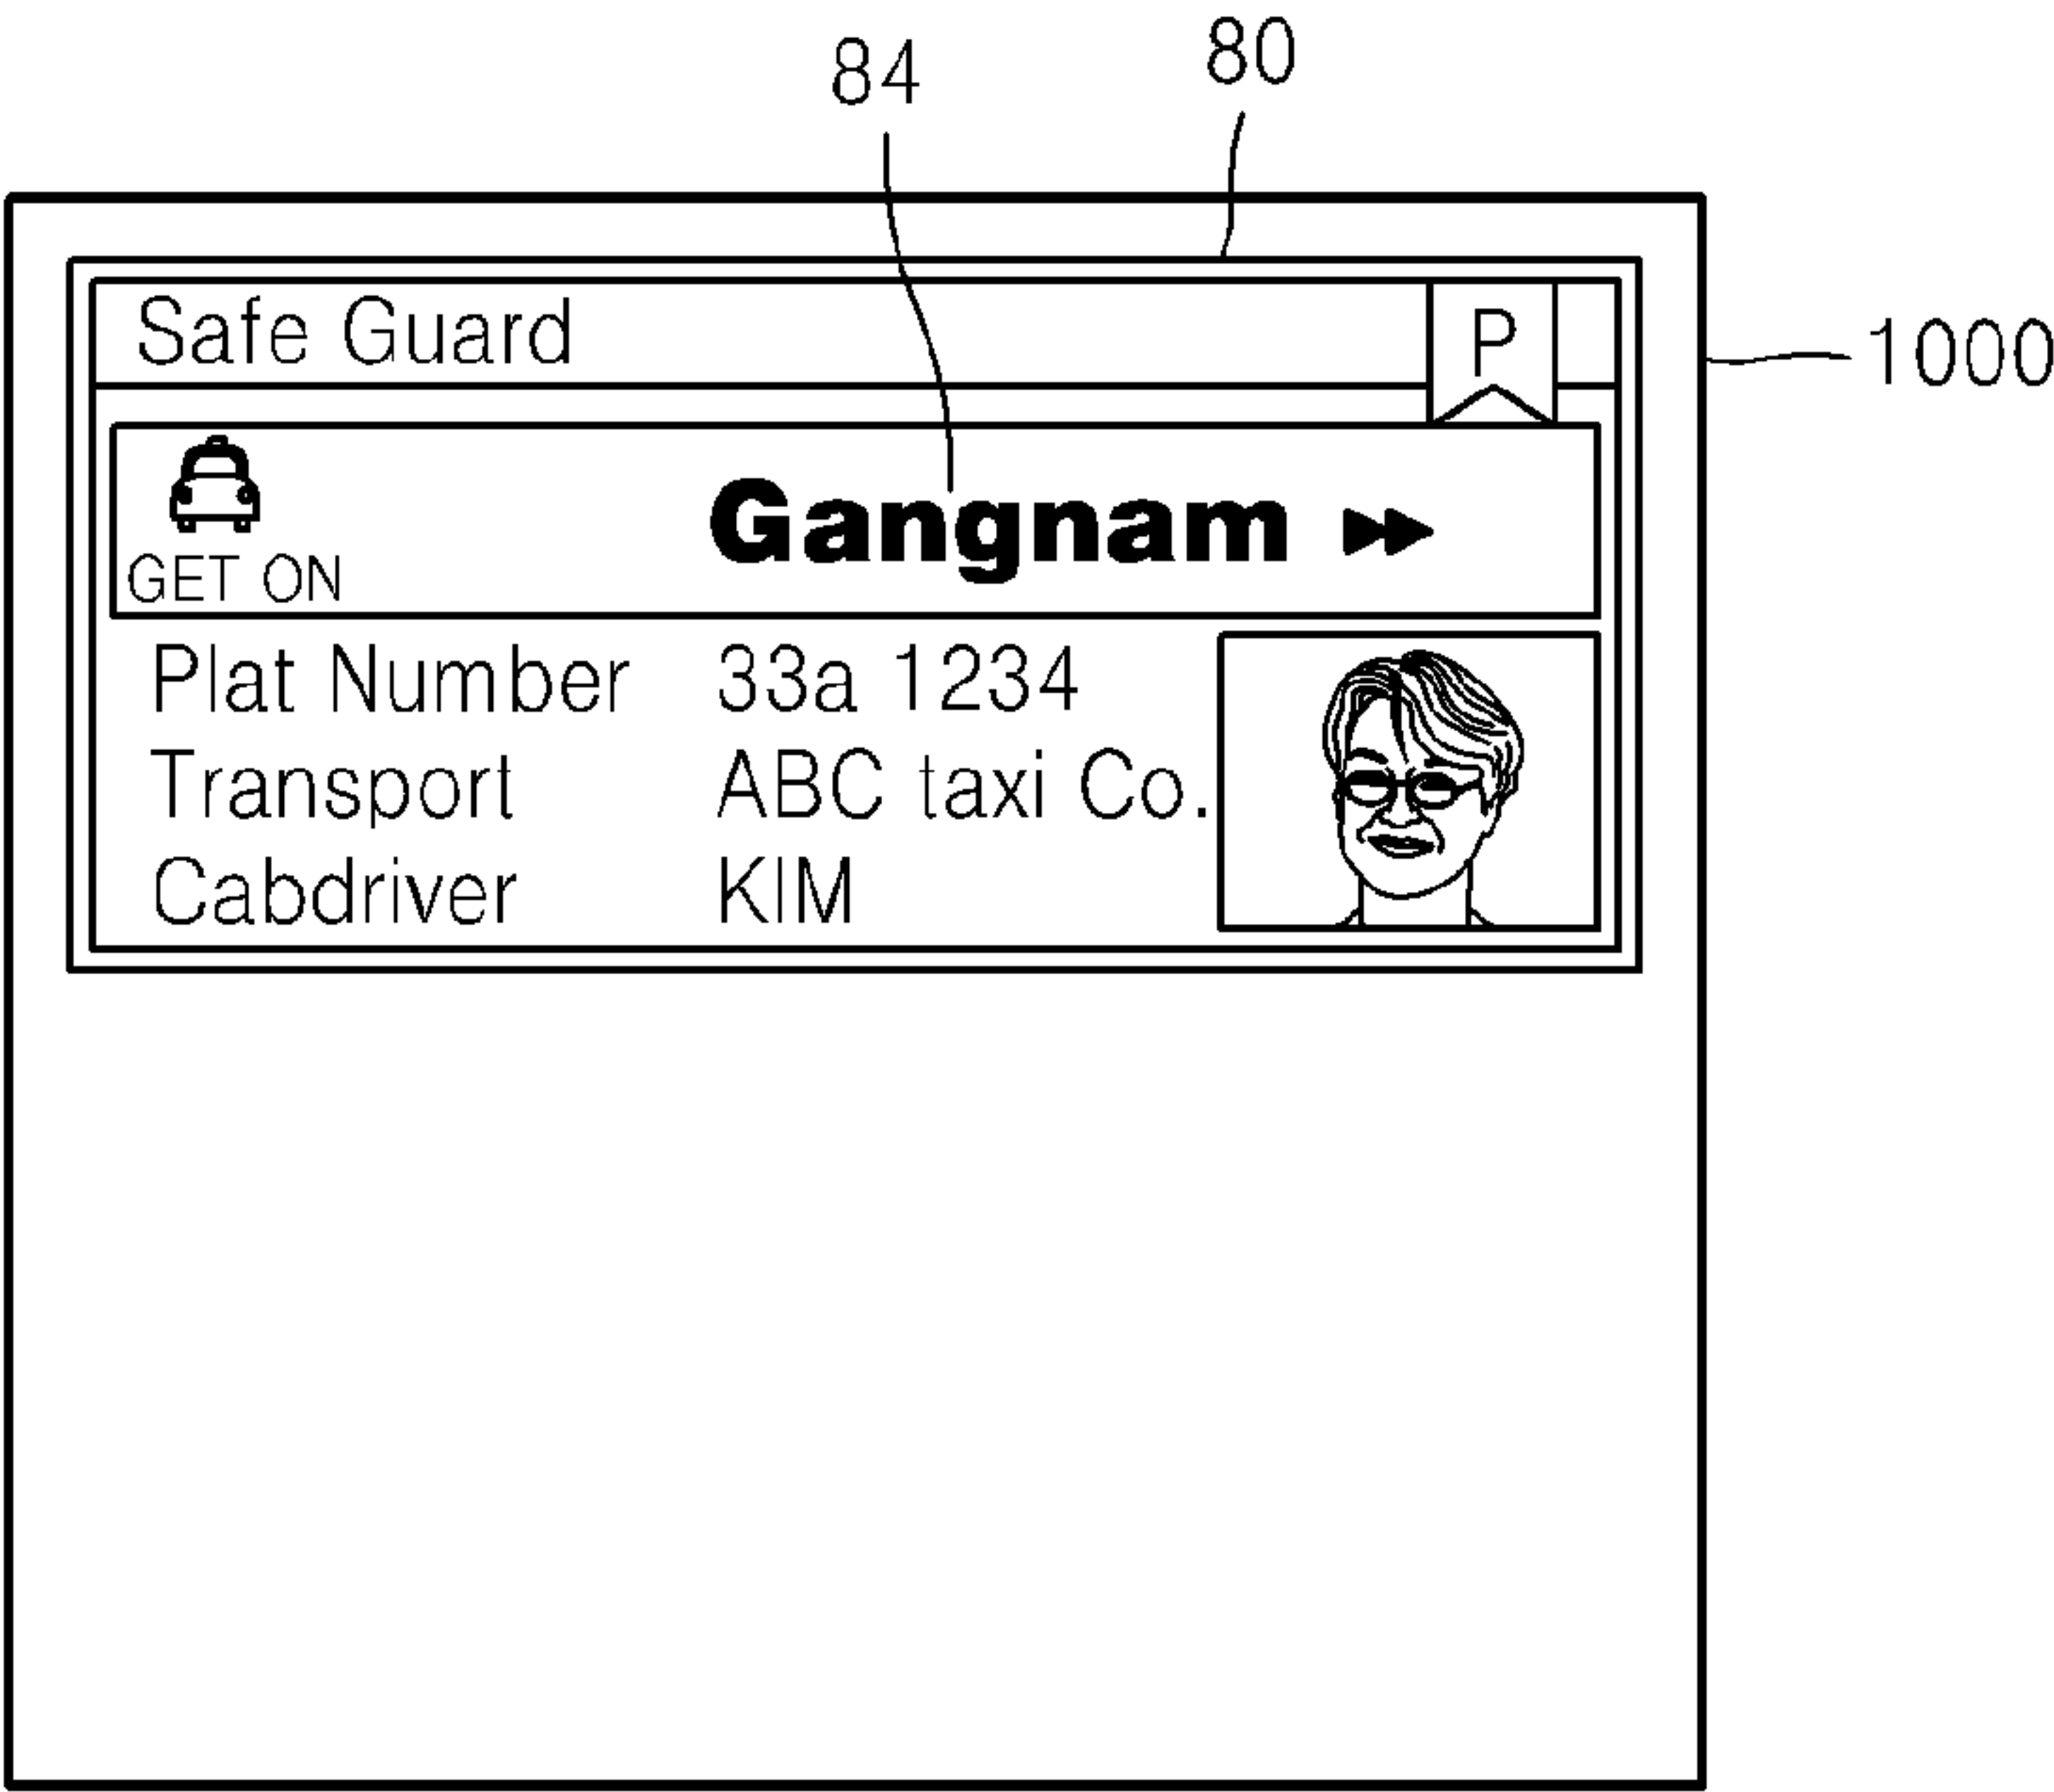 84 80
Safe Guard P
1000
GET ON
Gangnam
Plat Number 33a 1234
Transport ABC taxi Co.
Cabdriver KIM